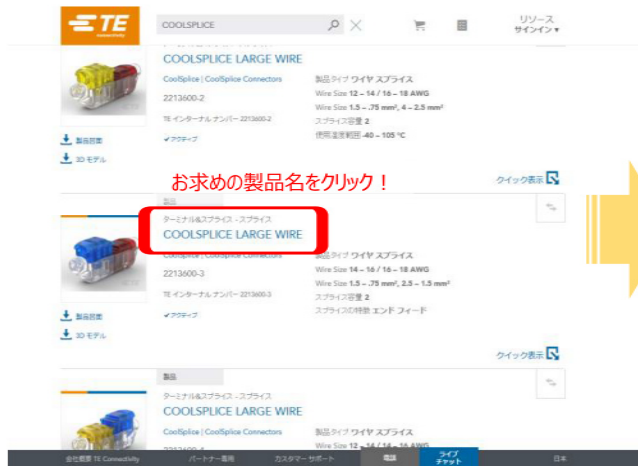 TE
connectivity
COOLSPLICE
リソース
サインイン▼
COOLSPLICE LARGE WIRE
CoolSplice | CoolSplice Connectors
2213600-2
TE インターナル ナンバー 2213600-2
✓アクティブ
製品タイプ ワイヤ スプライス
Wire Size 12 – 14 / 16 – 18 AWG
Wire Size 1.5 – .75 mm², 4 – 2.5 mm²
スプライス容量 2
使用温度範囲 -40 – 105 °C
製品図面
3D モデル
お求めの製品名をクリック！
クイック表示
製品
ターミナル&スプライス - スプライス
COOLSPLICE LARGE WIRE
CoolSplice | CoolSplice Connectors
2213600-3
TE インターナル ナンバー 2213600-3
✓アクティブ
製品タイプ ワイヤ スプライス
Wire Size 14 – 16 / 16 – 18 AWG
Wire Size 1.5 – .75 mm², 2.5 – 1.5 mm²
スプライス容量 2
スプライスの特徴 エンド フィード
製品図面
3D モデル
クイック表示
製品
ターミナル&スプライス - スプライス
COOLSPLICE LARGE WIRE
CoolSplice | CoolSplice Connectors
製品タイプ ワイヤ スプライス
Wire Size 12 – 14 / 14 – 16 AWG
会社概要 TE Connectivity
パートナー専用
カスタマー サポート
電話
ライブ
チャット
日本